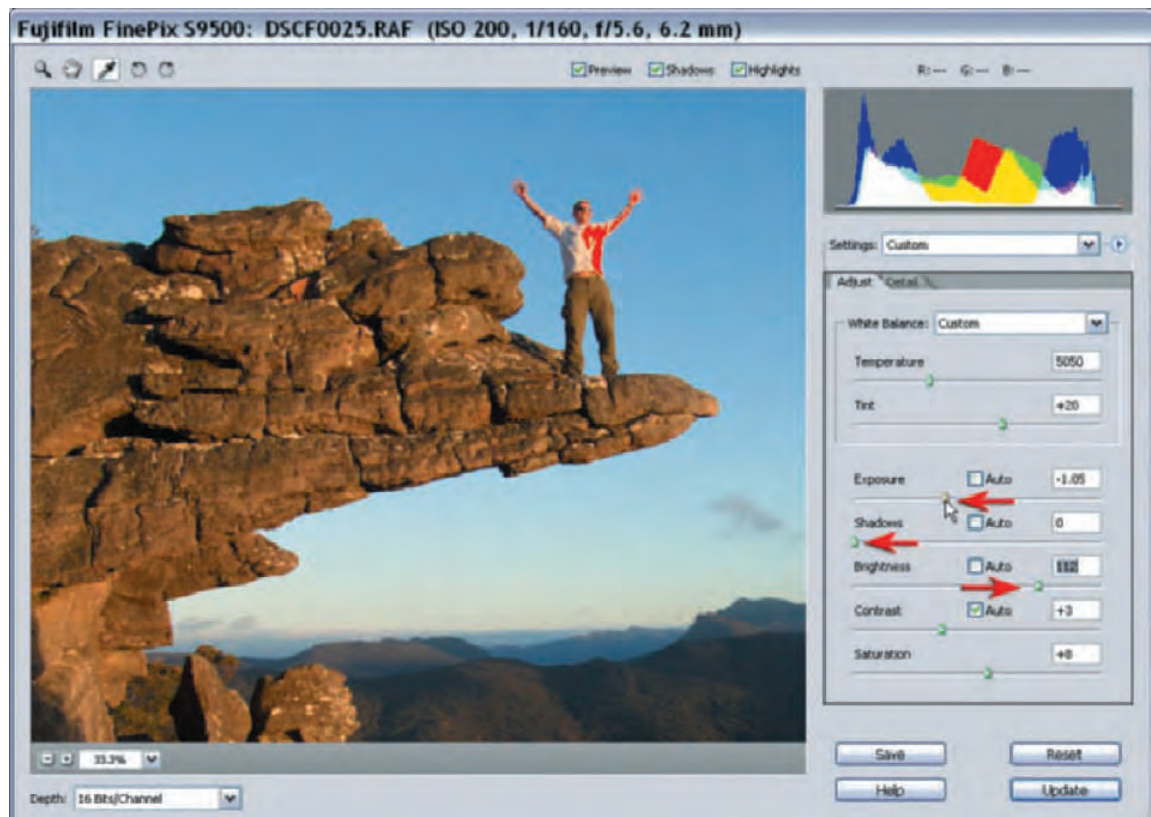 Fujifilm FinePix S9500: DSCF0025.RAF (ISO 200, 1/160, f/5.6, 6.2 mm)
Preview Shadows Highlights R: --- G: --- B: ---
Settings: Custom
Adjust Detail
White Balance: Custom
Temperature 5050
Tint +20
Exposure Auto -1.05
Shadows Auto 0
Brightness Auto 112
Contrast Auto +3
Saturation +8
33.3%
Save Reset
Depth: 16 Bits/Channel
Help Update